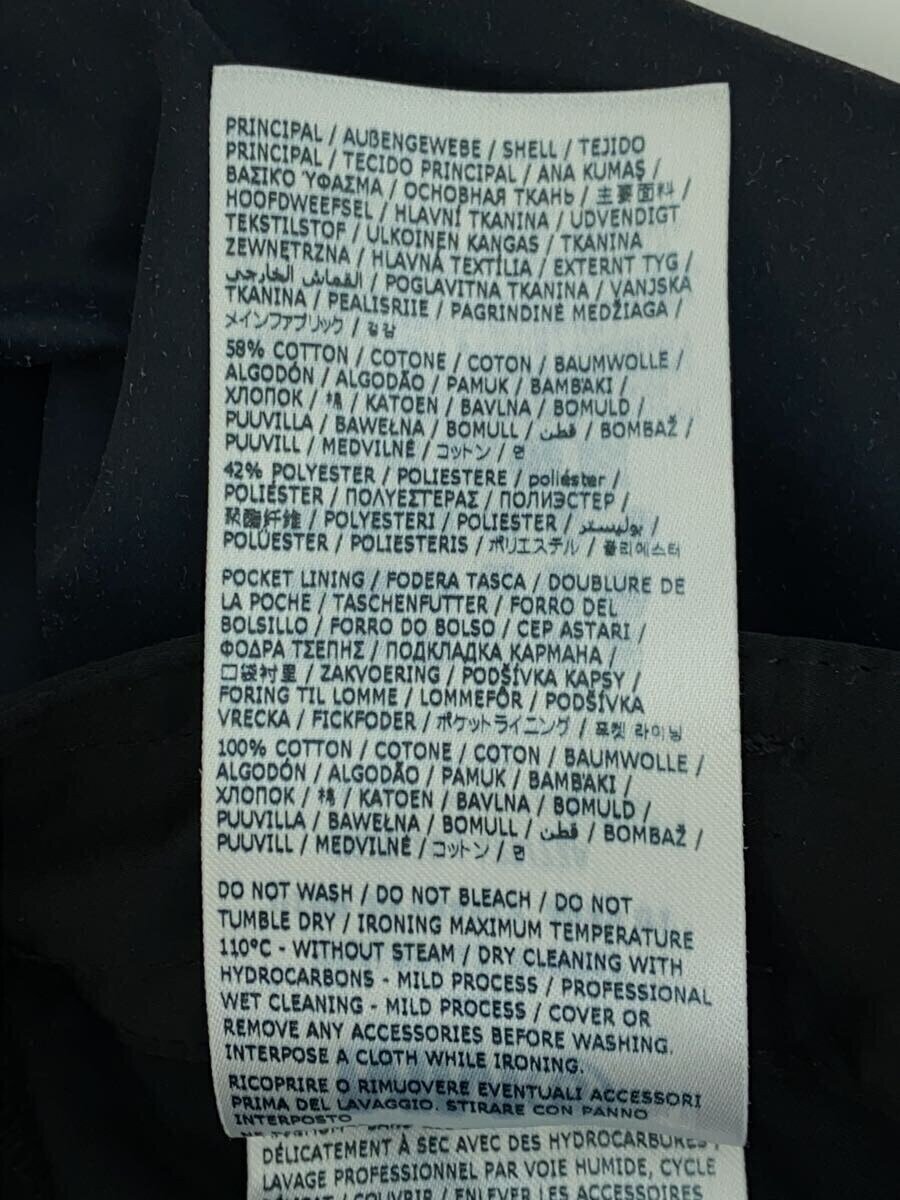 PRINCIPAL / AUßENGEWEBE / SHELL / TEJIDO
PRINCIPAL / TECIDO PRINCIPAL / ANA KUMAŞ /
ΒΑΣΙΚΟ ΎΦΑΣΜΑ / ОСНОВНАЯ ТКАНЬ / 主要面料 /
HOOFDWEEFSEL / HLAVNÍ TKANINA / UDVENDIGT
TEKSTILSTOF / ULKOINEN KANGAS / TKANINA
ZEWNĘTRZNA / HLAVNÁ TEXTÍLIA / EXTERNT TYG /
القماش الخارجي / POGLAVITNA TKANINA / VANJSKA
TKANINA / PEALISRIIE / PAGRINDINĖ MEDŽIAGA /
メインファブリック / 겉감
58% COTTON / COTONE / COTON / BAUMWOLLE /
ALGODÓN / ALGODÃO / PAMUK / ΒΑΜΒΆΚΙ /
ХЛОПОК / 棉 / KATOEN / BAVLNA / BOMULD /
PUUVILLA / BAWEŁNA / BOMULL / قطن / BOMBAŽ /
PUUVILL / MEDVILNĖ / コットン / 면
42% POLYESTER / POLIESTERE / poliéster /
POLIÉSTER / ΠΟΛΥΕΣΤΕΡΑΣ / ПОЛИЭСТЕР /
聚酯纤维 / POLYESTERI / POLIESTER / بوليستر /
POLÜESTER / POLIESTERIS / ポリエステル / 폴리에스터
POCKET LINING / FODERA TASCA / DOUBLURE DE
LA POCHE / TASCHENFUTTER / FORRO DEL
BOLSILLO / FORRO DO BOLSO / CEP ASTARI /
ΦΟΔΡΑ ΤΣΕΠΗΣ / ПОДКЛАДКА КАРМАНА /
口袋衬里 / ZAKVOERING / PODŠÍVKA KAPSY /
FORING TIL LOMME / LOMMEFÔR / PODŠÍVKA
VRECKA / FICKFODER / ポケットライニング / 포켓 라이닝
100% COTTON / COTONE / COTON / BAUMWOLLE /
ALGODÓN / ALGODÃO / PAMUK / ΒΑΜΒΆΚΙ /
ХЛОПОК / 棉 / KATOEN / BAVLNA / BOMULD /
PUUVILLA / BAWEŁNA / BOMULL / قطن / BOMBAŽ /
PUUVILL / MEDVILNĖ / コットン / 면
DO NOT WASH / DO NOT BLEACH / DO NOT
TUMBLE DRY / IRONING MAXIMUM TEMPERATURE
110°C - WITHOUT STEAM / DRY CLEANING WITH
HYDROCARBONS - MILD PROCESS / PROFESSIONAL
WET CLEANING - MILD PROCESS / COVER OR
REMOVE ANY ACCESSORIES BEFORE WASHING.
INTERPOSE A CLOTH WHILE IRONING.
RICOPRIRE O RIMUOVERE EVENTUALI ACCESSORI
PRIMA DEL LAVAGGIO. STIRARE CON PANNO
INTERPOSTO
DÉLICATEMENT À SEC AVEC DES HYDROCARBURES /
LAVAGE PROFESSIONNEL PAR VOIE HUMIDE, CYCLE
/ COUVRIR / ENLEVER LES ACCESSOIRES